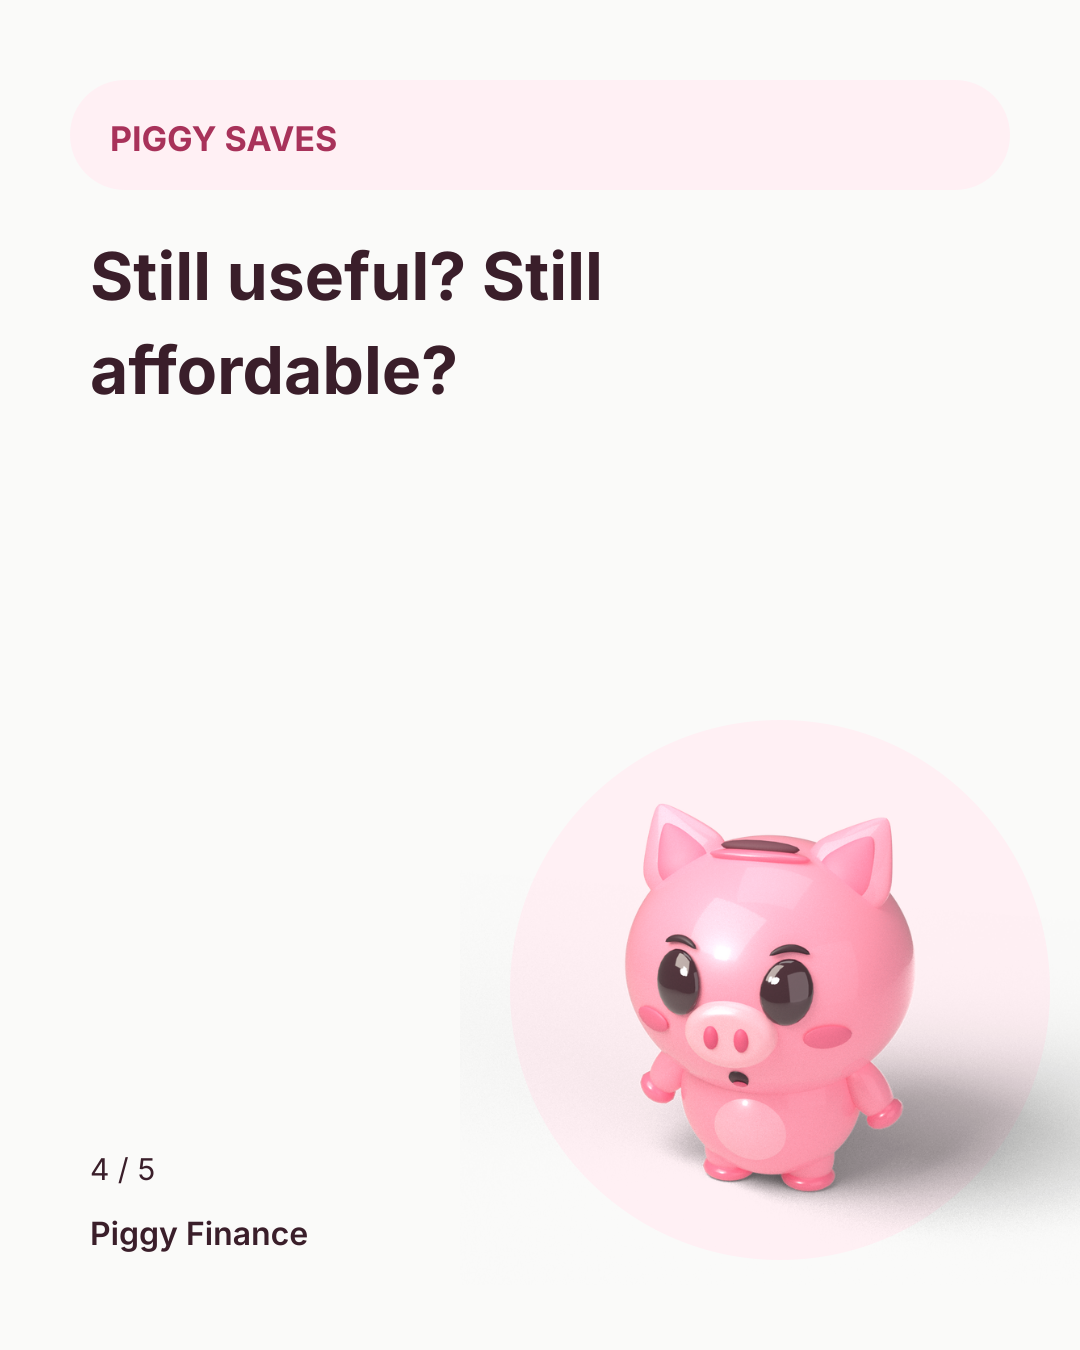 PIGGY SAVES
Still useful? Still
affordable?
4 / 5
Piggy Finance